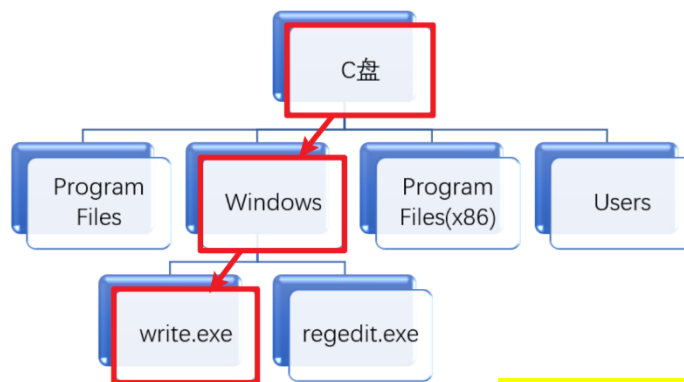 C盘
Program
Files
Windows
Program
Files(x86)
Users
write.exe
regedit.exe